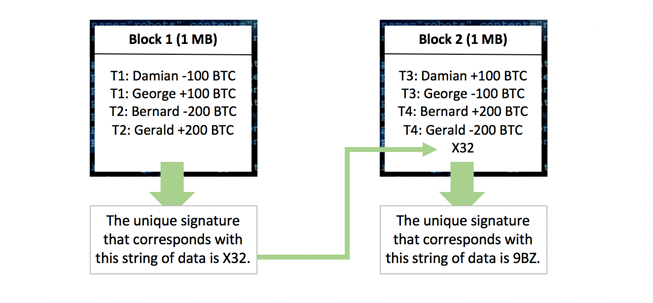 Block 1 (1 MB)
T1: Damian -100 BTC
T1: George +100 BTC
T2: Bernard -200 BTC
T2: Gerald +200 BTC
The unique signature
that corresponds with
this string of data is X32.
Block 2 (1 MB)
T3: Damian +100 BTC
T3: George -100 BTC
T4: Bernard +200 BTC
T4: Gerald -200 BTC
X32
The unique signature
that corresponds with
this string of data is 9BZ.